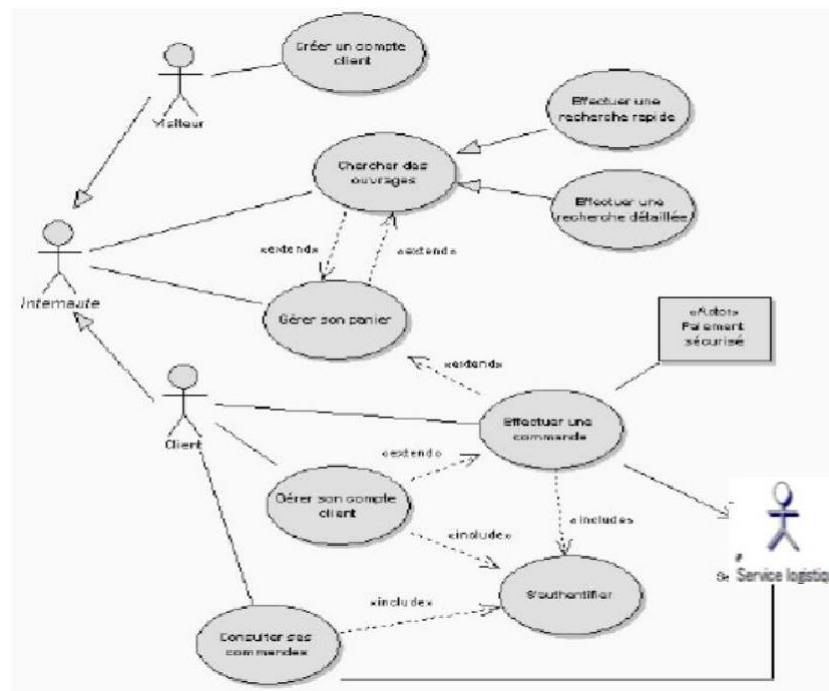 Créer un compte
client
Visiteur
Effectuer une
recherche rapide
Chercher des
ouvrages
Effectuer une
recherche détaillée
«extend»
«extend»
Internaute
Gérer son panier
«Actor»
Paiement
sécurisé
«extend»
Client
Effectuer une
commande
«extend»
Gérer son compte
client
«include»
«include»
Se Service logistiq
«include»
S'authentifier
Consulter ses
commandes